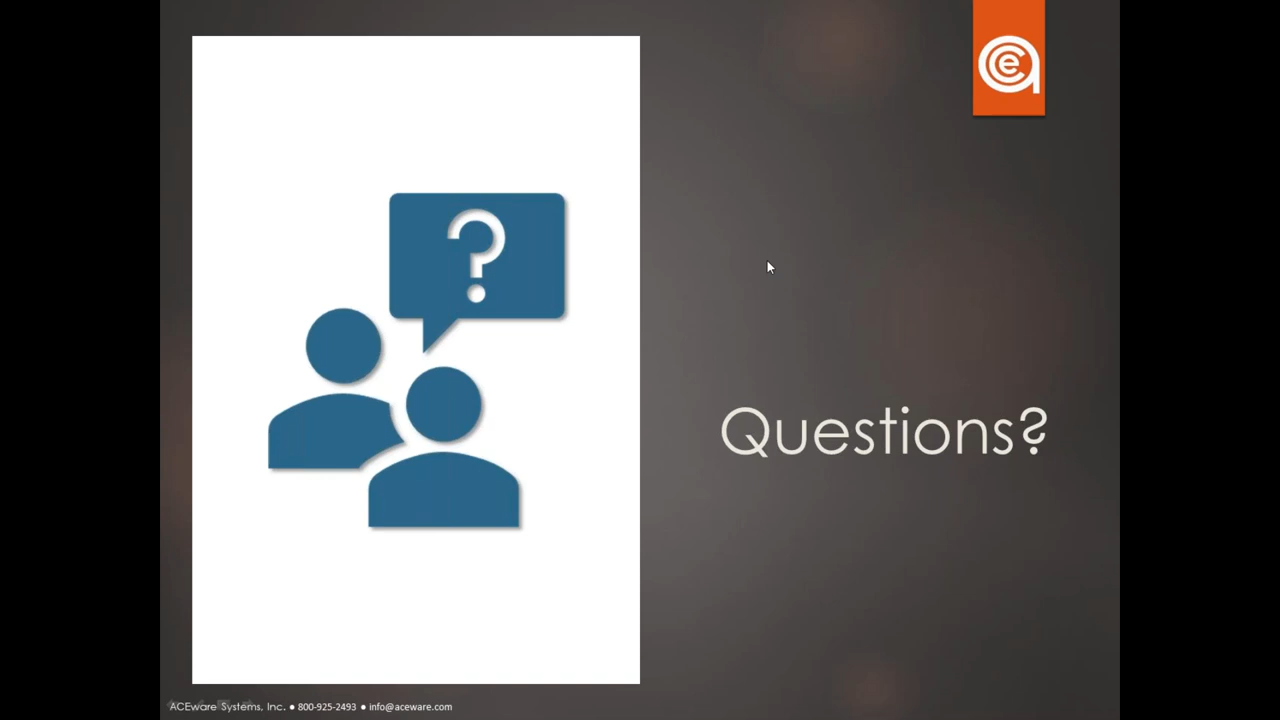 ?
Questions?
ACEware Systems, Inc. ● 800-925-2493 ● info@aceware.com